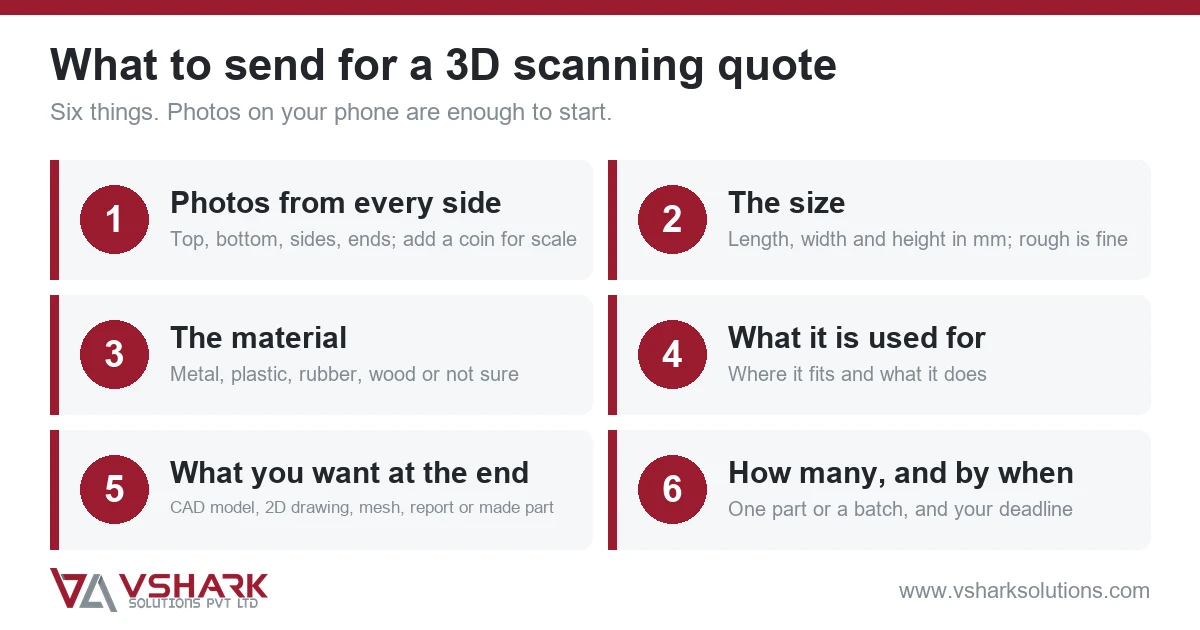 What to send for a 3D scanning quote
Six things. Photos on your phone are enough to start.
1
Photos from every side
Top, bottom, sides, ends; add a coin for scale
2
The size
Length, width and height in mm; rough is fine
3
The material
Metal, plastic, rubber, wood or not sure
4
What it is used for
Where it fits and what it does
5
What you want at the end
CAD model, 2D drawing, mesh, report or made part
6
How many, and by when
One part or a batch, and your deadline
VSHARK
SOLUTIONS PVT LTD
www.vsharksolutions.com